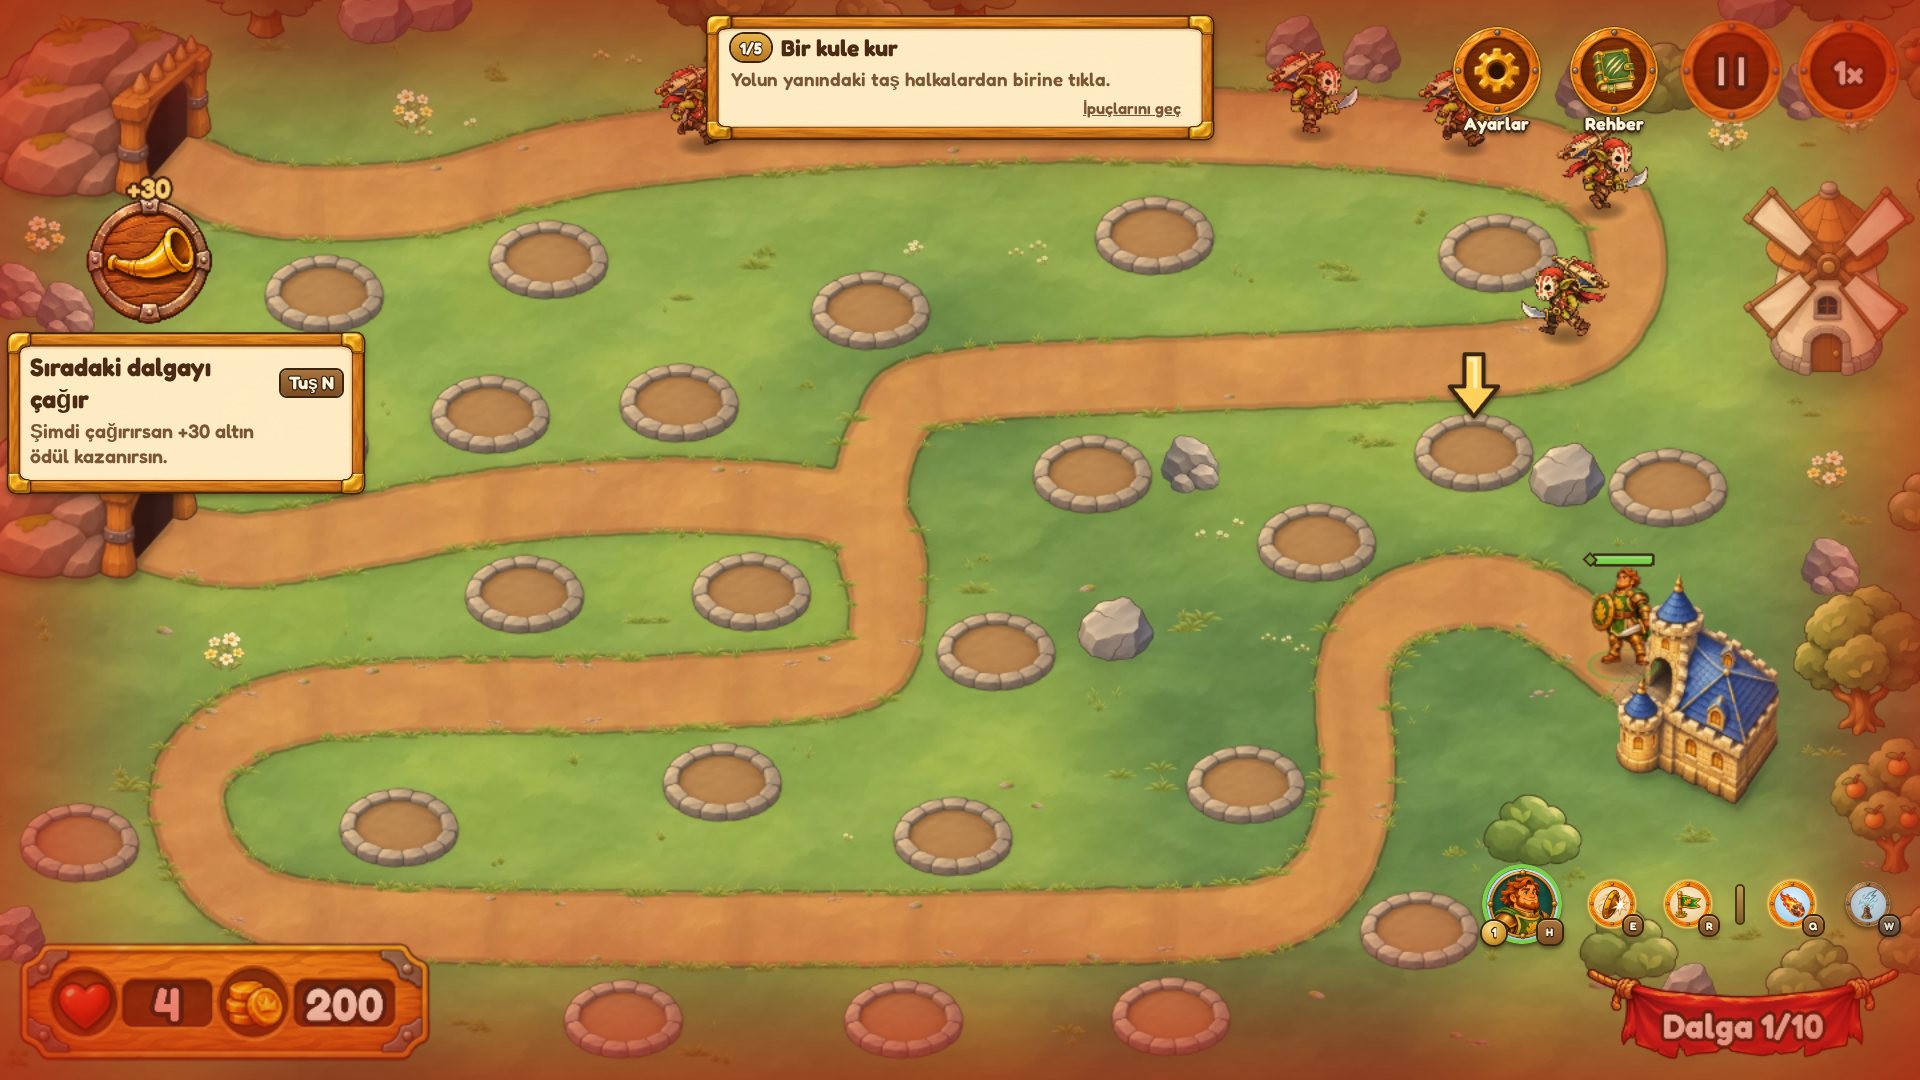 1/5 Bir kule kur
Yolun yanındaki taş halkalardan birine tıkla.
İpuçlarını geç
Ayarlar
Rehber
1x
+30
Sıradaki dalgayı
çağır
Tuş N
Şimdi çağırırsan +30 altın
ödül kazanırsın.
1
H
E
R
Q
W
4
200
Dalga 1/10